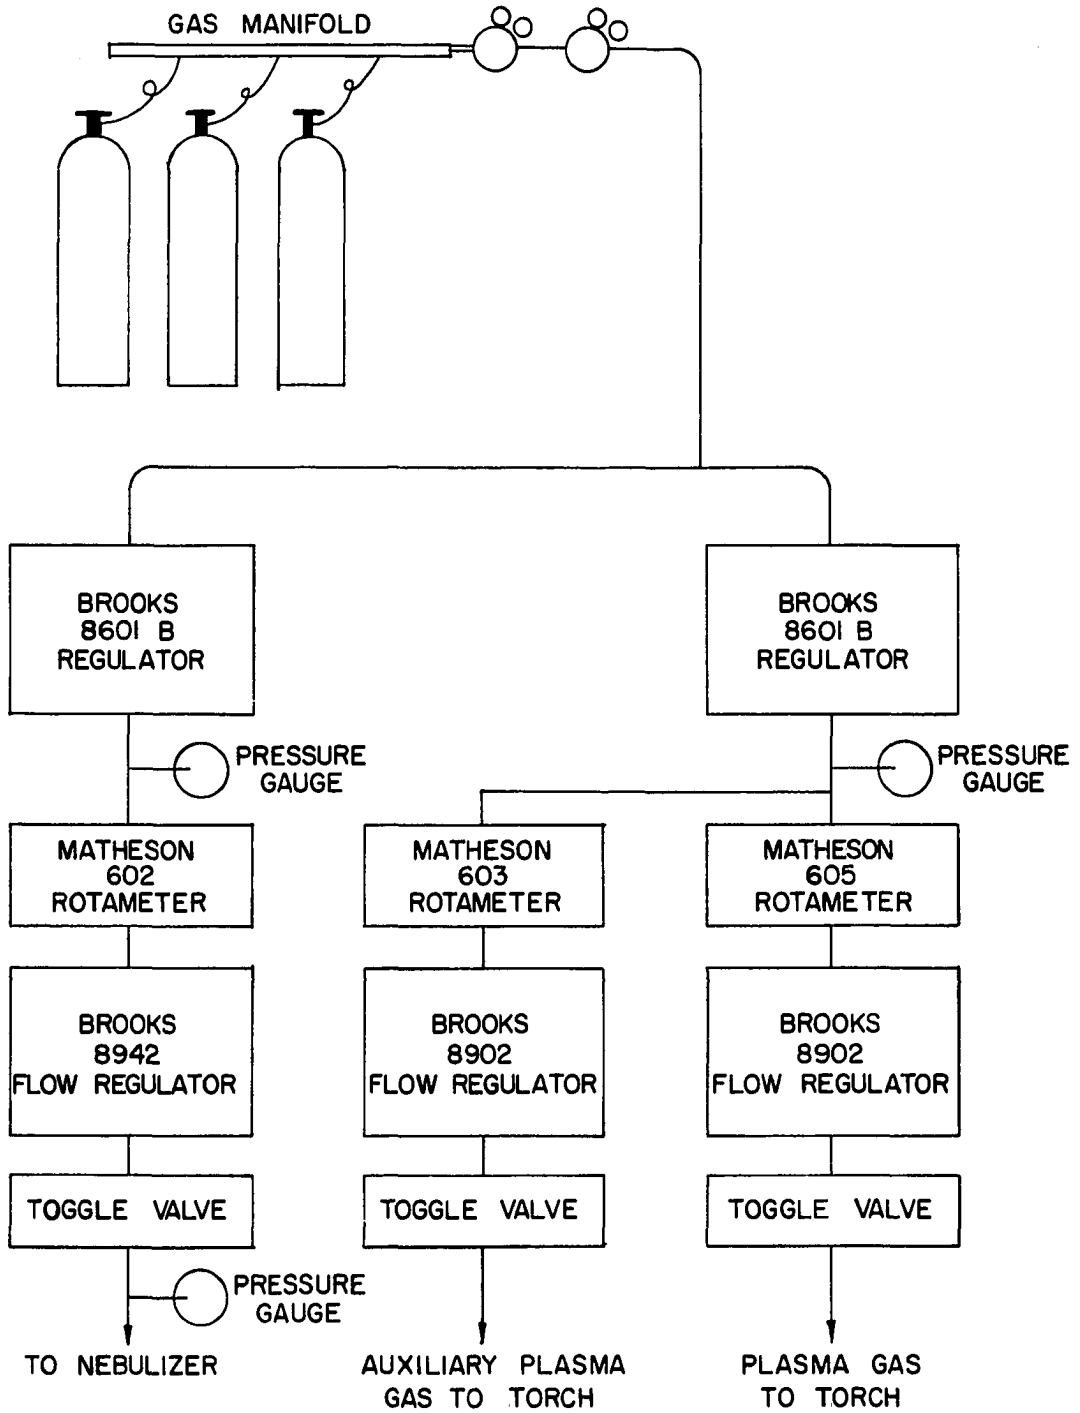 GAS MANIFOLD
BROOKS
8601 B
REGULATOR
BROOKS
8601 B
REGULATOR
PRESSURE
GAUGE
PRESSURE
GAUGE
MATHESON
602
ROTAMETER
MATHESON
603
ROTAMETER
MATHESON
605
ROTAMETER
BROOKS
8942
FLOW REGULATOR
BROOKS
8902
FLOW REGULATOR
BROOKS
8902
FLOW REGULATOR
TOGGLE VALVE
TOGGLE VALVE
TOGGLE VALVE
PRESSURE
GAUGE
TO NEBULIZER
AUXILIARY PLASMA
GAS TO TORCH
PLASMA GAS
TO TORCH